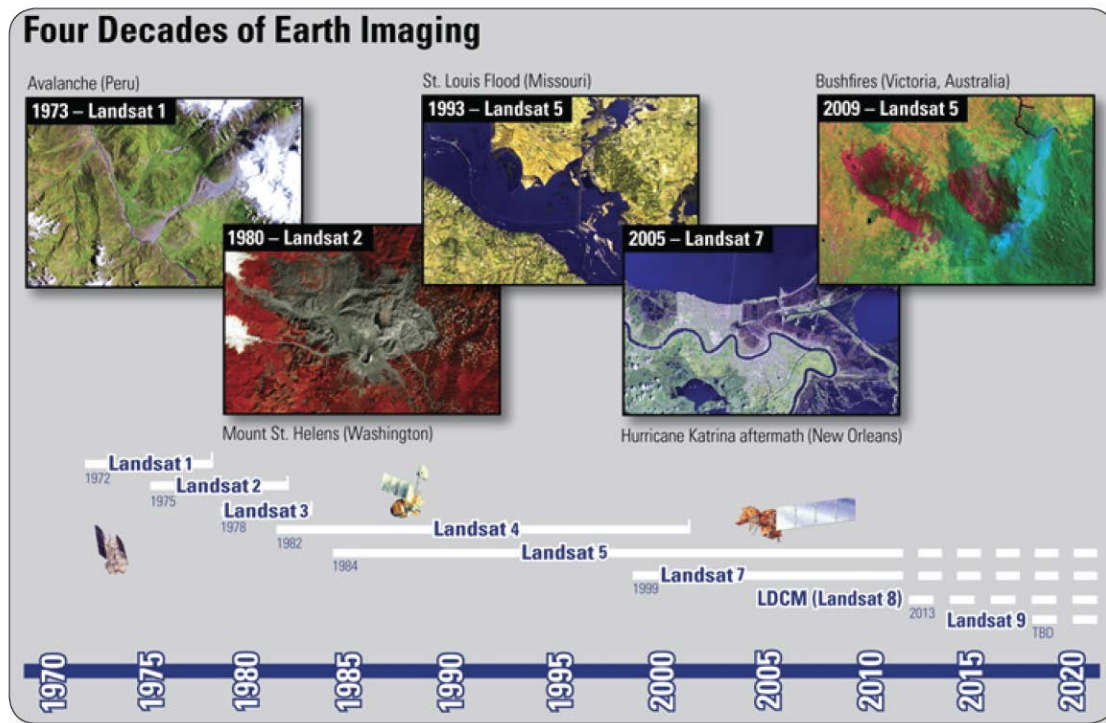 Four Decades of Earth Imaging
Avalanche (Peru)
1973 – Landsat 1
St. Louis Flood (Missouri)
1993 – Landsat 5
Bushfires (Victoria, Australia)
2009 – Landsat 5
1980 – Landsat 2
Mount St. Helens (Washington)
2005 – Landsat 7
Hurricane Katrina aftermath (New Orleans)
Landsat 1
1972
Landsat 2
1975
Landsat 3
1978
Landsat 4
1982
Landsat 5
1984
Landsat 7
1999
LDCM (Landsat 8)
2013
Landsat 9
TBD
1970 1975 1980 1985 1990 1995 2000 2005 2010 2015 2020